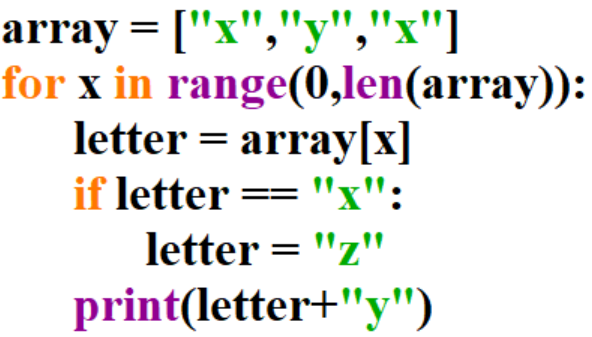 array = ["x","y","x"]
for x in range(0,len(array)):
    letter = array[x]
    if letter == "x":
        letter = "z"
    print(letter+"y")